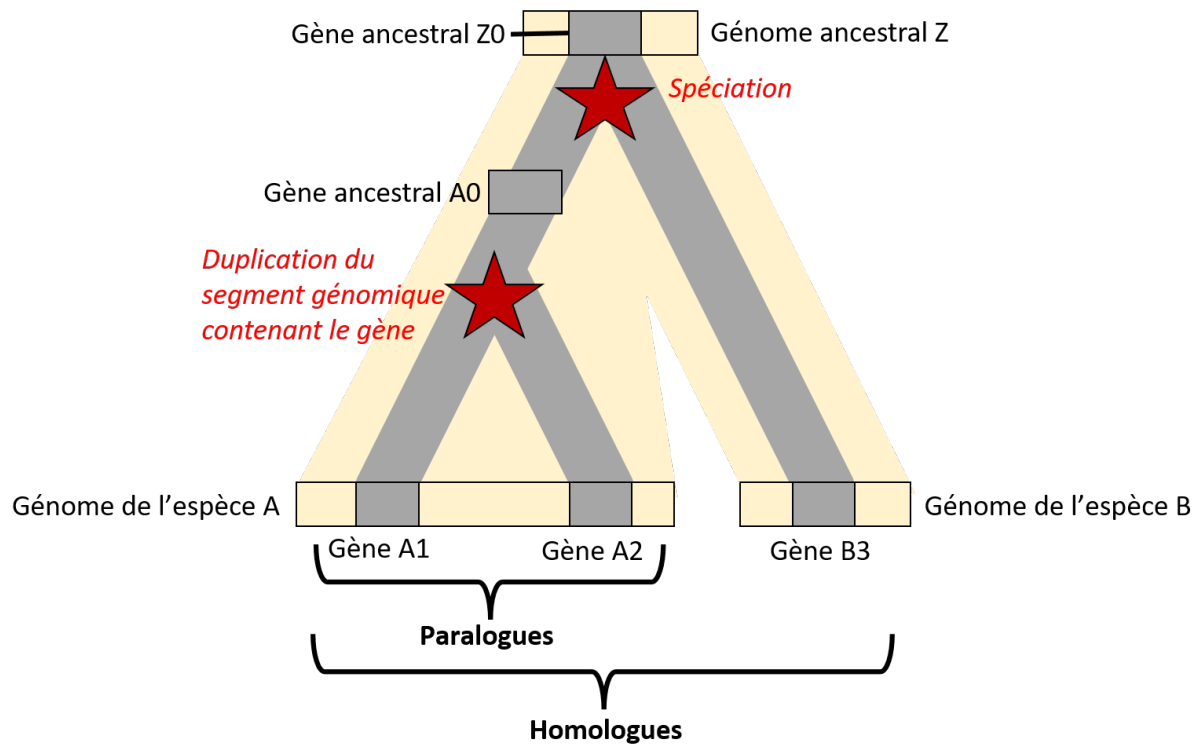 Gène ancestral Z0
Génome ancestral Z
Spéciation
Gène ancestral A0
Duplication du
segment génomique
contenant le gène
Génome de l'espèce A
Génome de l'espèce B
Gène A1
Gène A2
Gène B3
Paralogues
Homologues